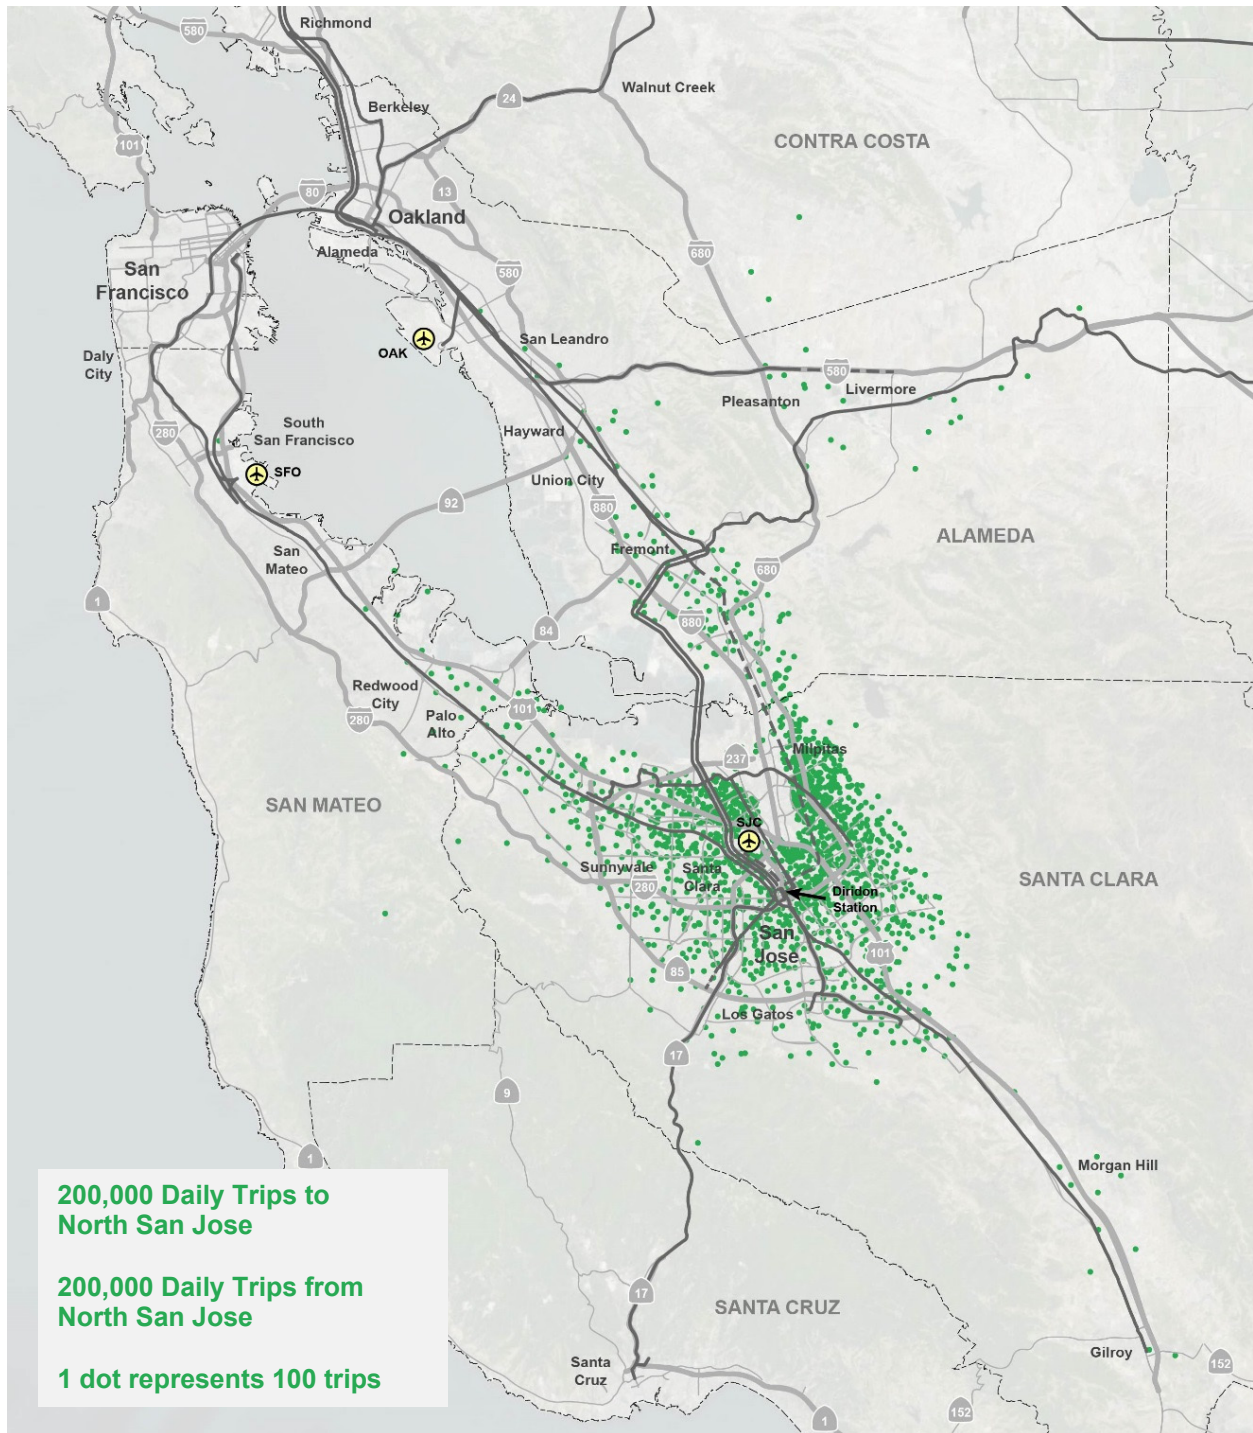 580
Richmond
Walnut Creek
24
Berkeley
101
CONTRA COSTA
80
13
Oakland
Alameda
680
San
Francisco
580
OAK
San Leandro
Daly
City
580
Livermore
Pleasanton
280
South
San Francisco
Hayward
SFO
Union City
92
880
ALAMEDA
San
Mateo
Fremont
680
1
84
880
Redwood
City
280
Palo
Alto
101
237
Milpitas
SAN MATEO
SJC
Sunnyvale
Santa
Clara
280
Diridon
Station
SANTA CLARA
San
Jose
101
85
Los Gatos
17
9
1
Morgan Hill
200,000 Daily Trips to
North San Jose
200,000 Daily Trips from
North San Jose
1 dot represents 100 trips
17
SANTA CRUZ
Gilroy
152
Santa
Cruz
1
152